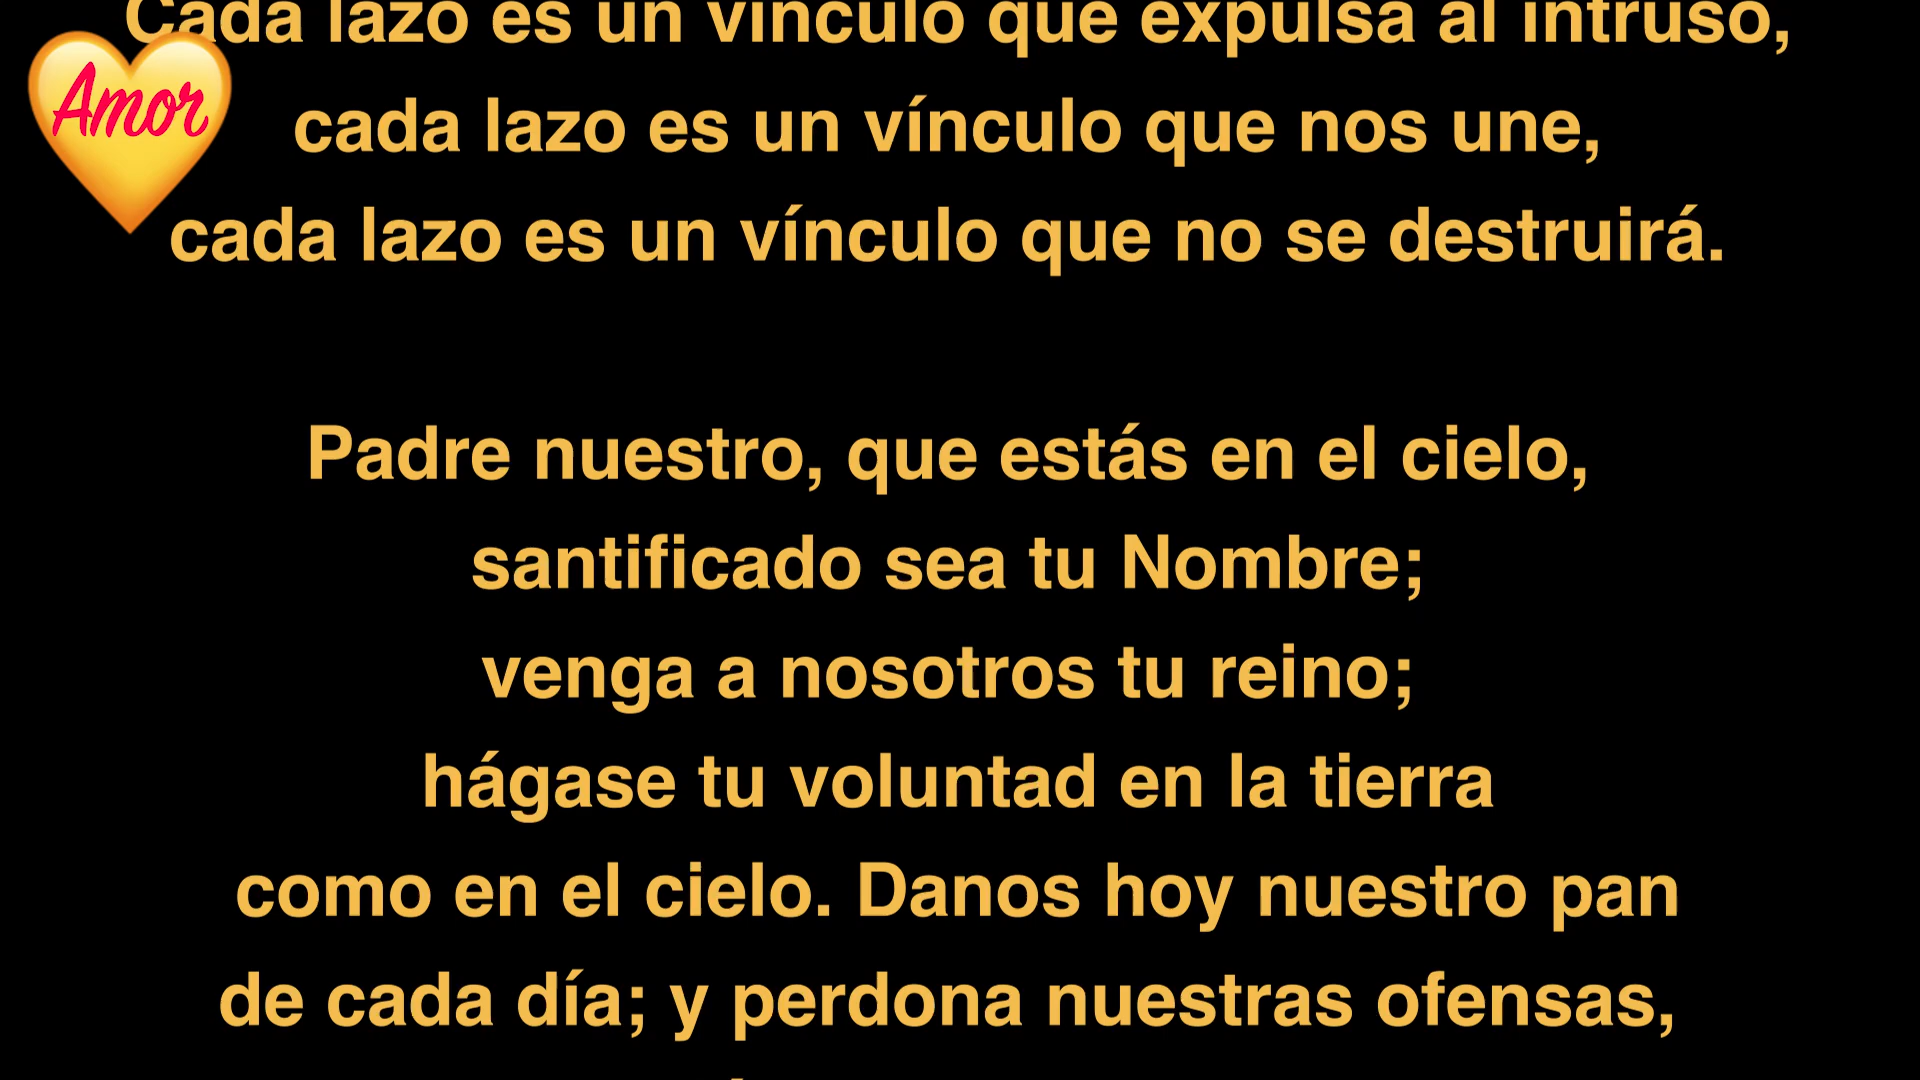 Cada lazo es un vínculo que expulsa al intruso,
Amor
cada lazo es un vínculo que nos une,
cada lazo es un vínculo que no se destruirá.
Padre nuestro, que estás en el cielo,
santificado sea tu Nombre;
venga a nosotros tu reino;
hágase tu voluntad en la tierra
como en el cielo. Danos hoy nuestro pan
de cada día; y perdona nuestras ofensas,